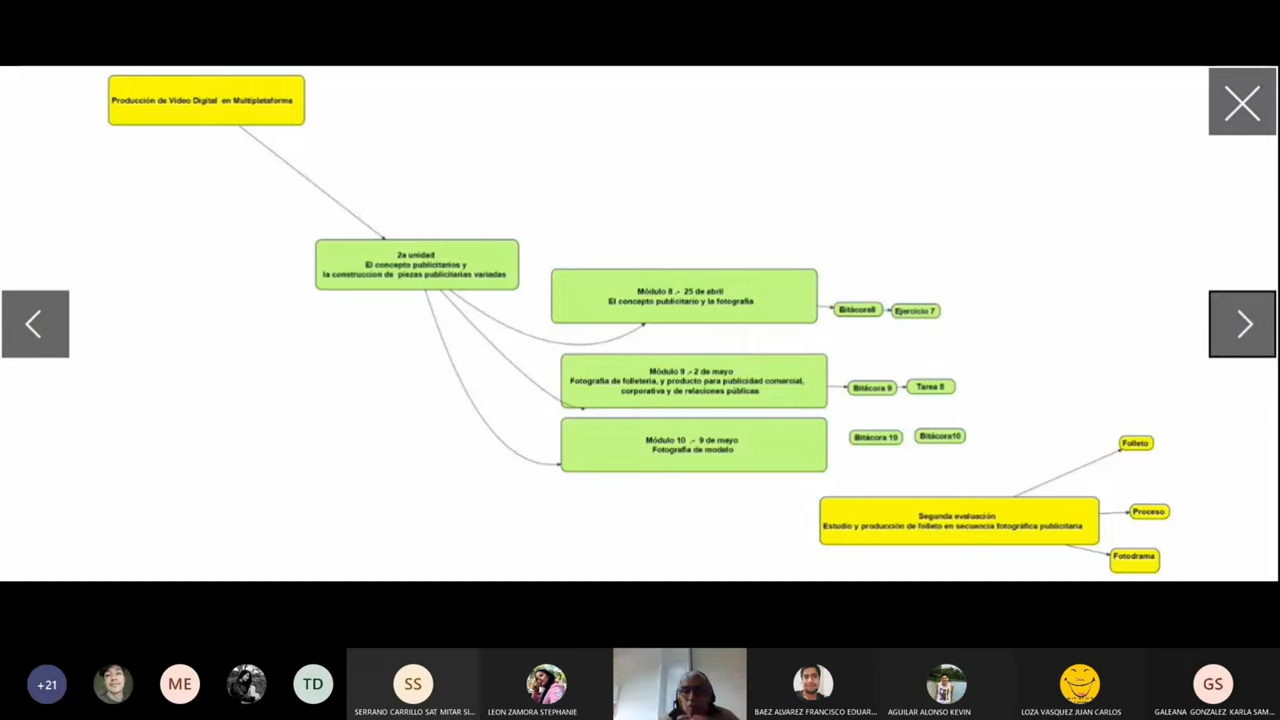 Producción de Video Digital en Multiplataforma
2a unidad
El concepto publicitarios y
la construccion de piezas publicitarias variadas
Módulo 8 .- 25 de abril
El concepto publicitario y la fotografía
Bitácora8
Ejercicio 7
Módulo 9 .- 2 de mayo
Fotografía de folletería, y producto para publicidad comercial,
corporativa y de relaciones públicas
Bitácora 9
Tarea 8
Módulo 10 .- 9 de mayo
Fotografía de modelo
Bitácora 10
Bitácora10
Folleto
Segunda evaluación
Estudio y producción de folleto en secuencia fotográfica publicitaria
Proceso
Fotodrama
+21
ME
TD
SS
GS
SERRANO CARRILLO SAT MITAR SI...
LEON ZAMORA STEPHANIE
BAEZ ALVAREZ FRANCISCO EDUAR...
AGUILAR ALONSO KEVIN
LOZA VASQUEZ JUAN CARLOS
GALEANA GONZALEZ KARLA SAM...